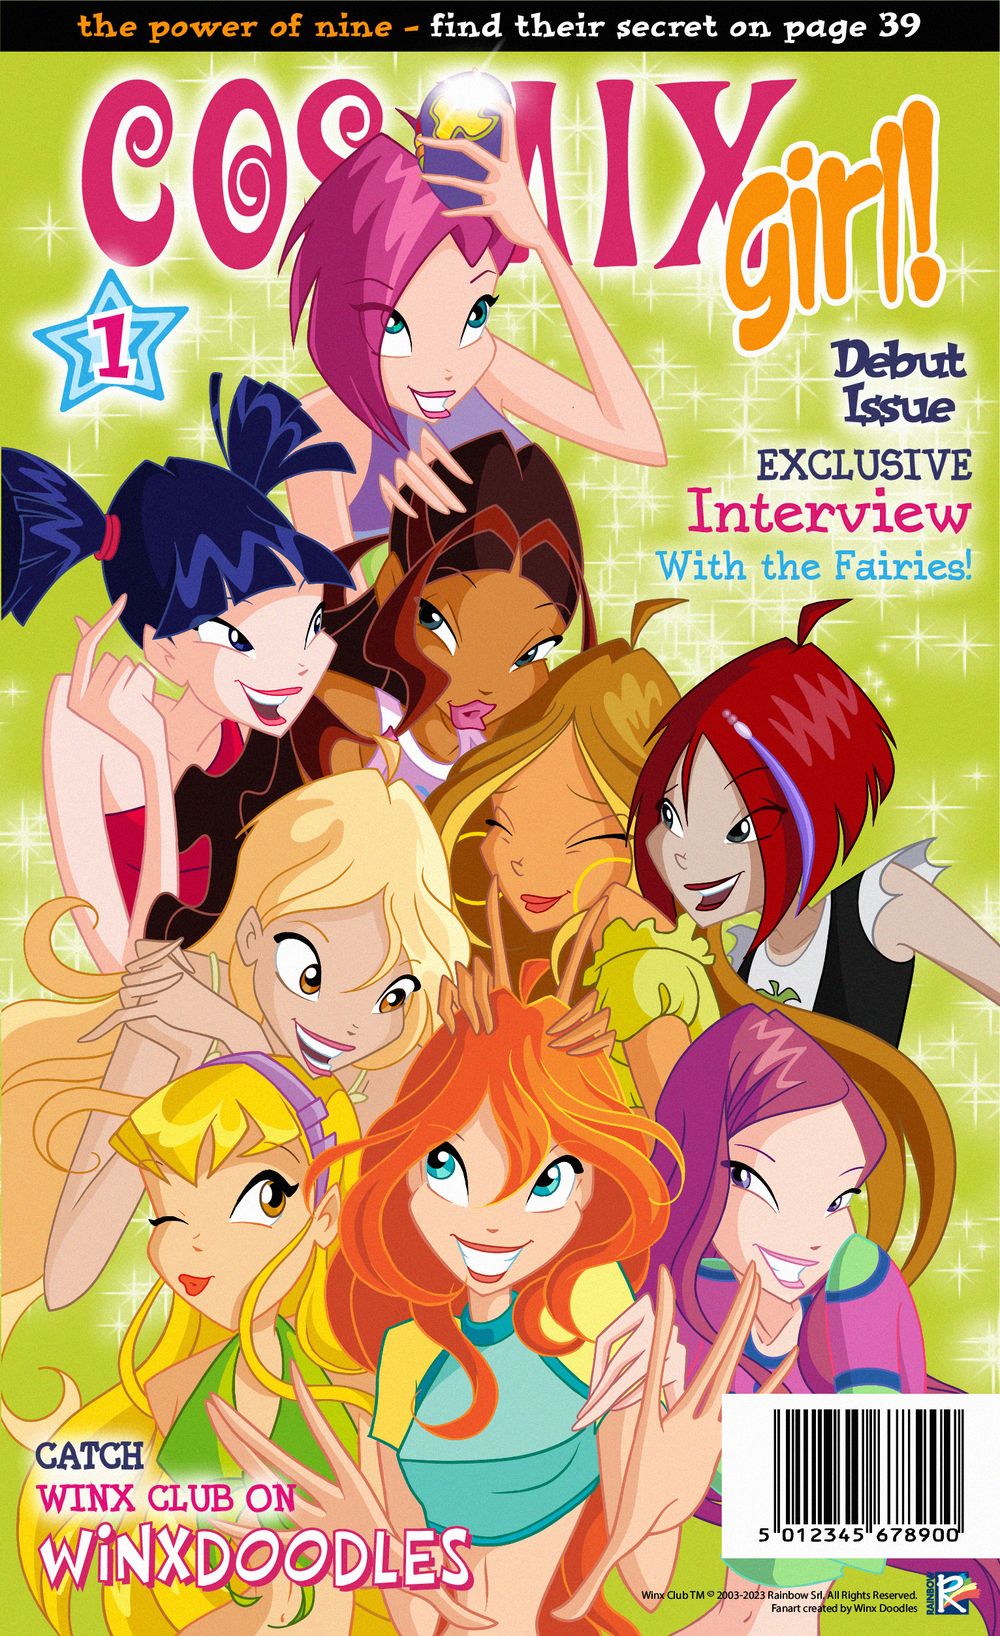 the power of nine - find their secret on page 39
COSMIX
girl!
1
Debut
Issue
EXCLUSIVE
Interview
With the Fairies!
CATCH
WINX CLUB ON
WiNXDOODLES
5 012345 678900
Winx Club TM © 2003-2023 Rainbow Srl. All Rights Reserved.
Fanart created by Winx Doodles
RAINBOW
R